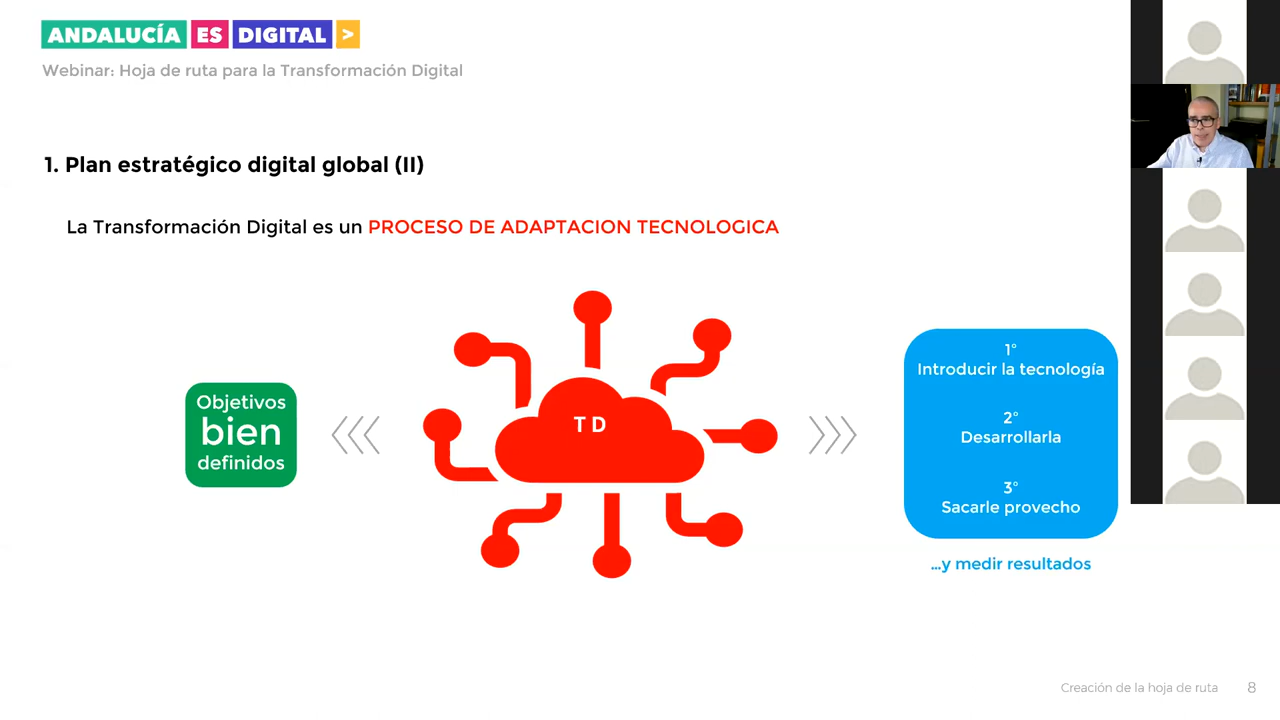 ANDALUCÍA ES DIGITAL >
Webinar: Hoja de ruta para la Transformación Digital
1. Plan estratégico digital global (II)
La Transformación Digital es un PROCESO DE ADAPTACION TECNOLOGICA
Objetivos
bien
definidos
TD
1°
Introducir la tecnología
2°
Desarrollarla
3°
Sacarle provecho
...y medir resultados
Creación de la hoja de ruta 8